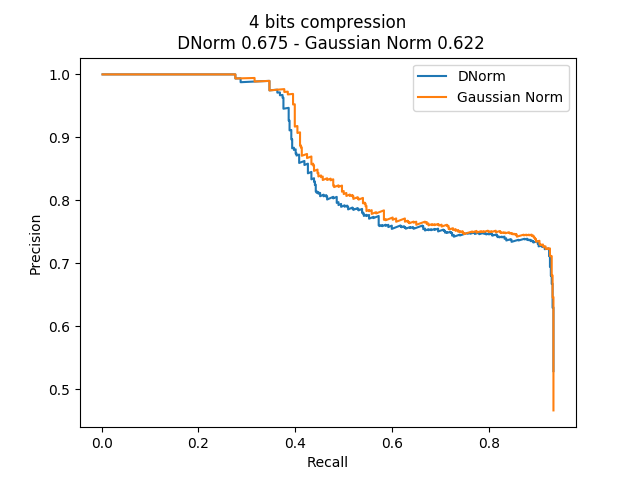 4 bits compression
DNorm 0.675 - Gaussian Norm 0.622
DNorm
Gaussian Norm
Precision
1.0
0.9
0.8
0.7
0.6
0.5
0.0 0.2 0.4 0.6 0.8
Recall